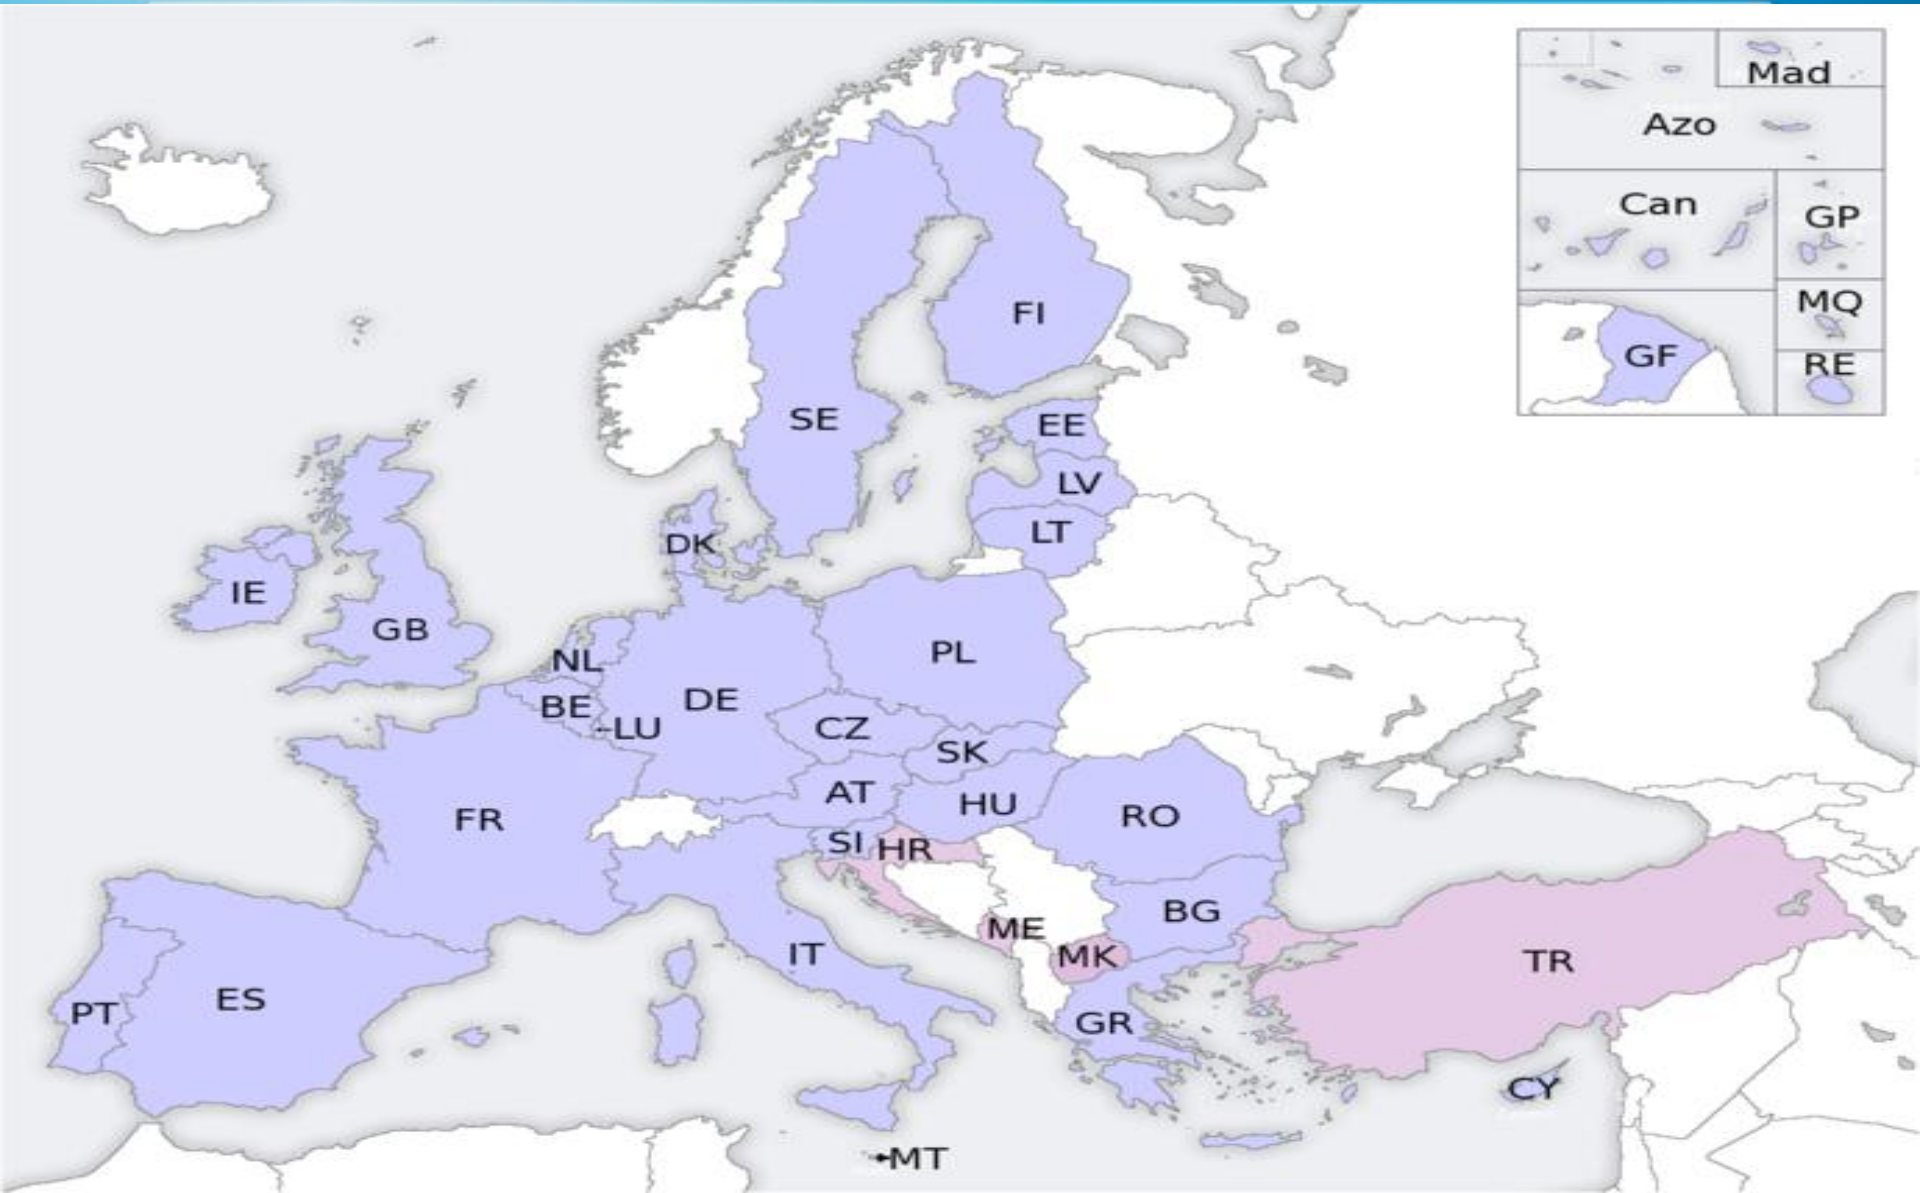 Mad
Azo
Can
GP
MQ
GF
RE
FI
SE
EE
LV
LT
DK
IE
GB
NL
PL
BE
DE
LU
CZ
SK
AT
HU
FR
RO
SI
HR
BG
ME
MK
IT
TR
ES
PT
GR
CY
MT